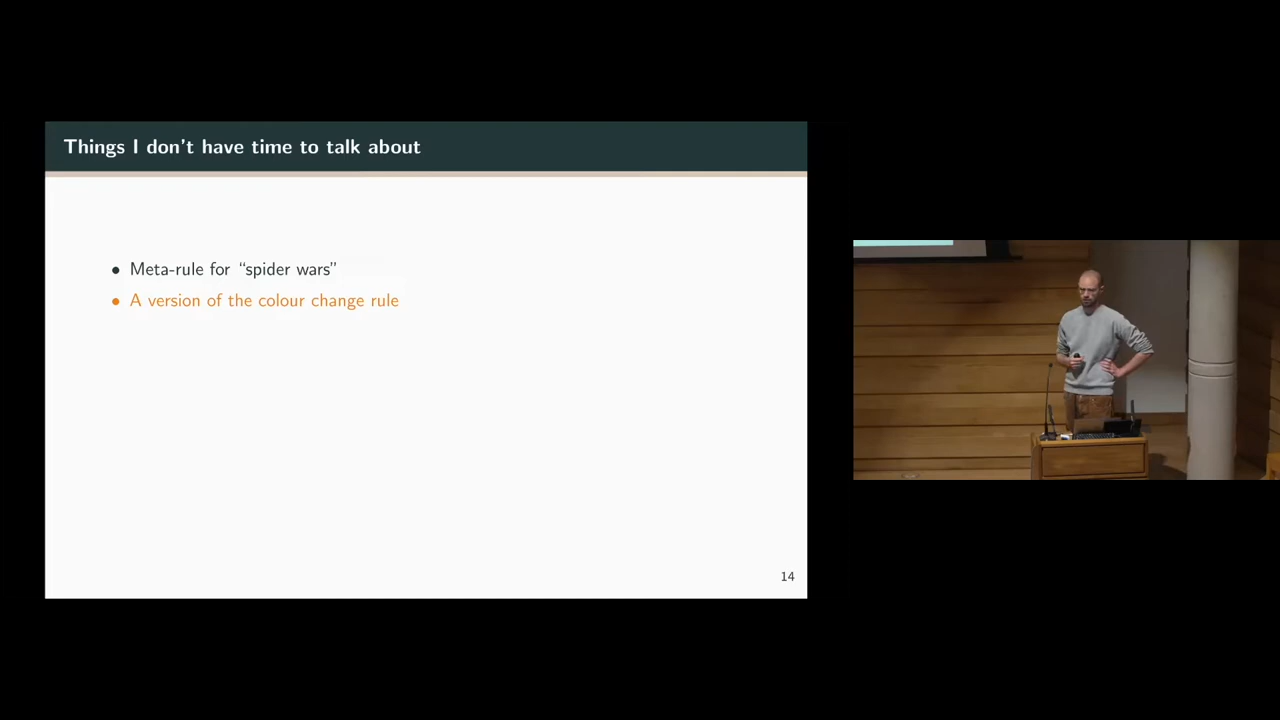 Things I don't have time to talk about
• Meta-rule for “spider wars”
• A version of the colour change rule
14